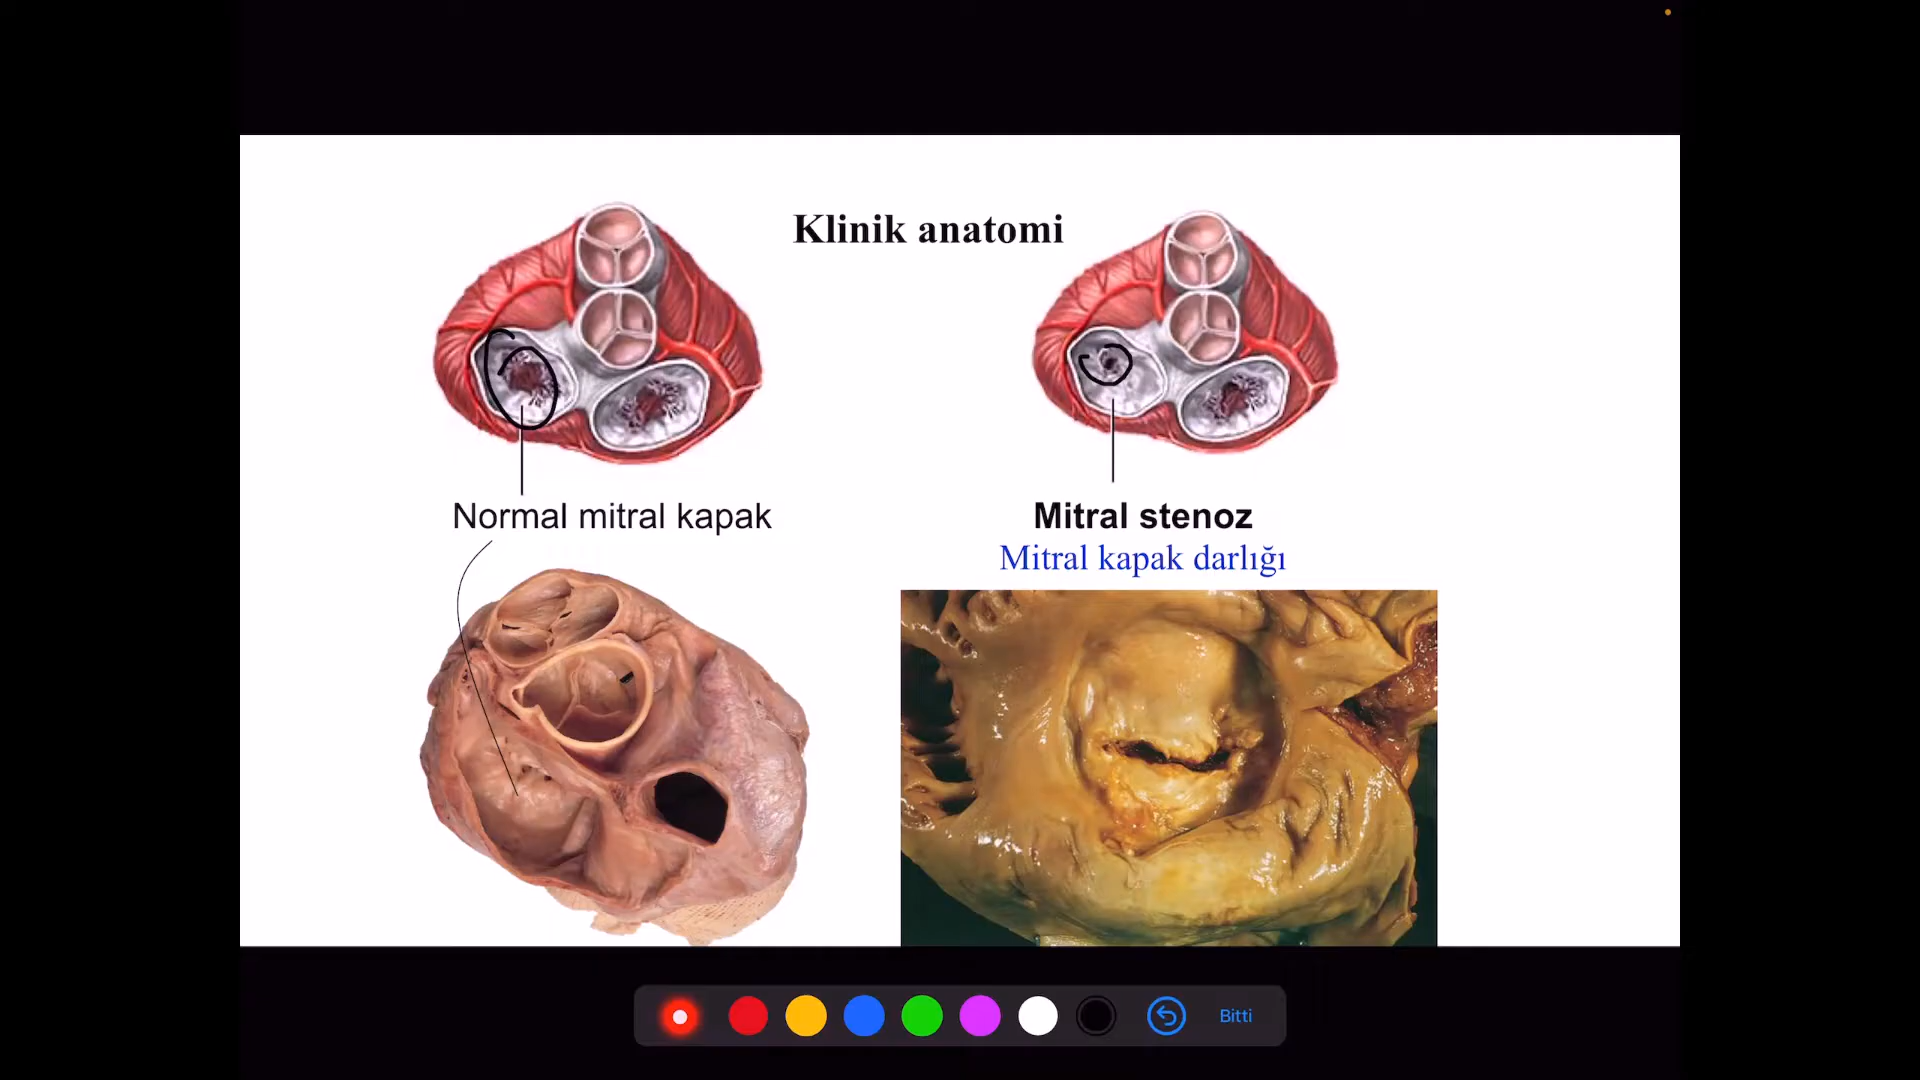 Klinik anatomi
Normal mitral kapak
Mitral stenoz
Mitral kapak darlığı
Bitti